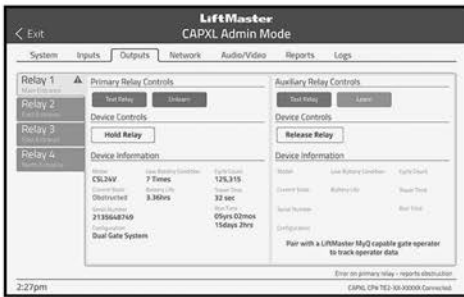 LiftMaster
< Exit
CAPXL Admin Mode
System Inputs Outputs Network Audio/Video Reports Logs
Relay 1
Main Entrance
Relay 2
East Entrance
Relay 3
East Entrance
Relay 4
North Entrance
Primary Relay Controls
Test Relay Unlearn
Device Controls
Hold Relay
Device Information
Model Low Battery Condition Cycle Count
CSL24V 7 Times 125,315
Current State Battery Life Travel Time
Obstructed 3.36hrs 32 sec
Serial Number Run Time
2135648749 05yrs 02mos
15days 2hrs
Configuration
Dual Gate System
Auxiliary Relay Controls
Test Relay Learn
Device Controls
Release Relay
Device Information
Model Low Battery Condition Cycle Count
Current State Battery Life Travel Time
Serial Number Run Time
Configuration
Pair with a LiftMaster MyQ capable gate operator
to track operator data
Error on primary relay - reports obstruction
2:27pm